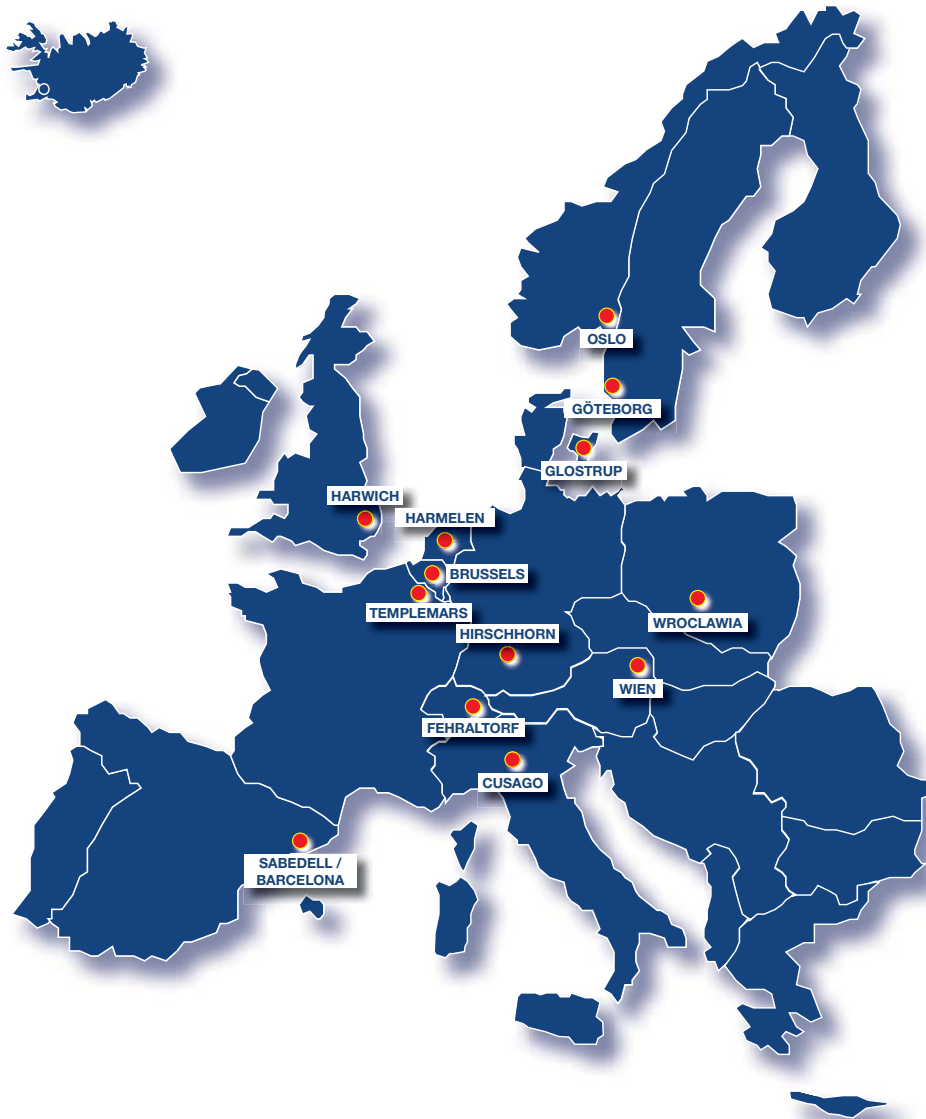 OSLO
GÖTEBORG
GLOSTRUP
HARWICH
HARMELEN
BRUSSELS
TEMPLEMARS
WROCLAWIA
HIRSCHHORN
WIEN
FEHRALTORF
CUSAGO
SABEDELL /
BARCELONA